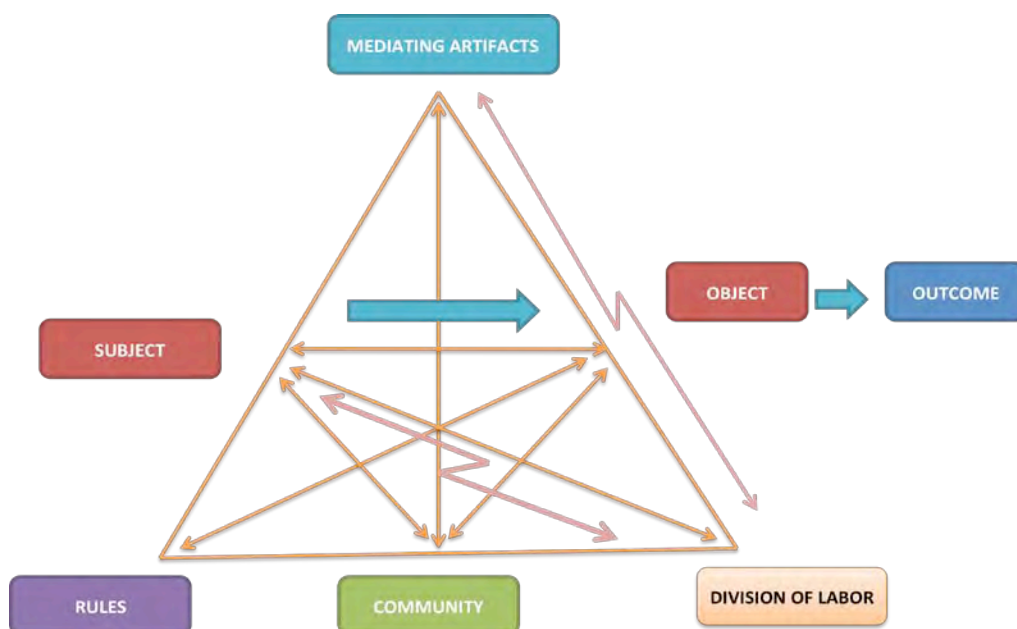 MEDIATING ARTIFACTS
OBJECT
OUTCOME
SUBJECT
RULES
COMMUNITY
DIVISION OF LABOR